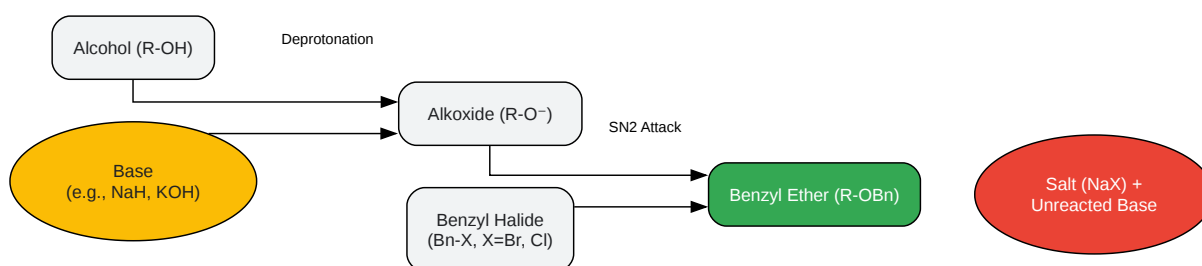 Alcohol (R-OH)
Deprotonation
Base
(e.g., NaH, KOH)
Alkoxide (R-O⁻)
SN2 Attack
Benzyl Halide
(Bn-X, X=Br, Cl)
Benzyl Ether (R-OBn)
Salt (NaX) +
Unreacted Base